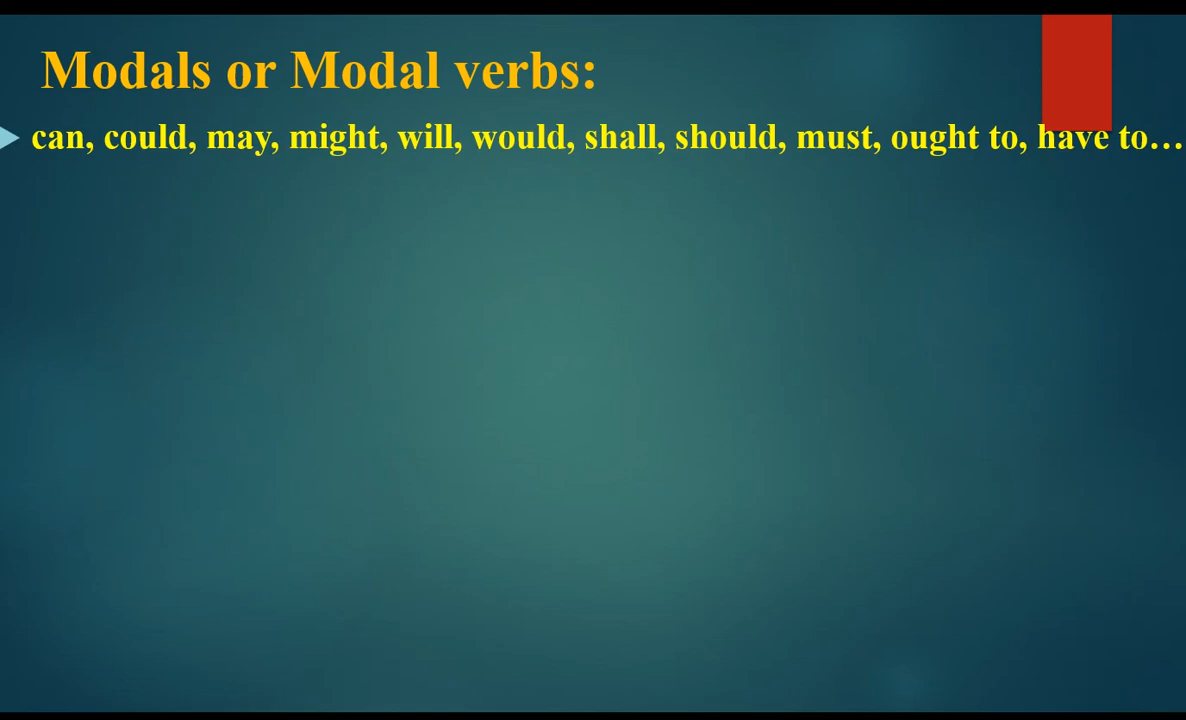 Modals or Modal verbs:
can, could, may, might, will, would, shall, should, must, ought to, have to…